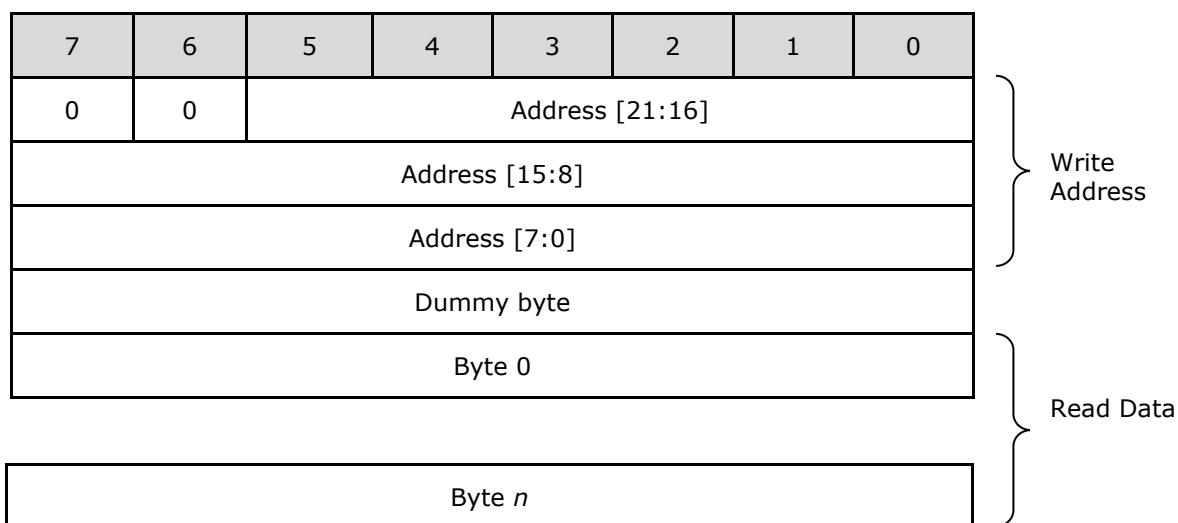 7 6 5 4 3 2 1 0
0 0 Address [21:16]
Address [15:8]
Write
Address
Address [7:0]
Dummy byte
Byte 0
Read Data
Byte n